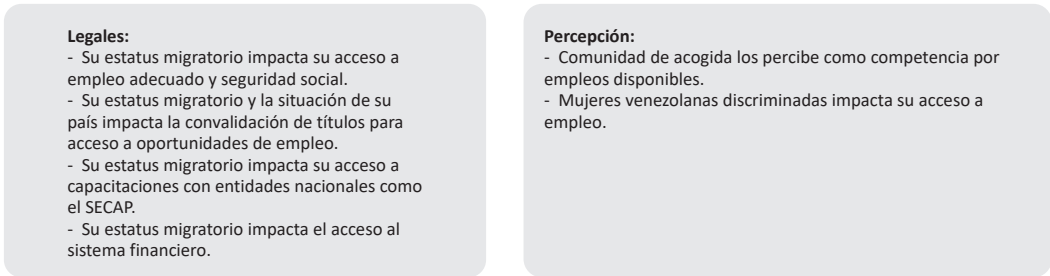 Legales:
- Su estatus migratorio impacta su acceso a
empleo adecuado y seguridad social.
- Su estatus migratorio y la situación de su
país impacta la convalidación de títulos para
acceso a oportunidades de empleo.
- Su estatus migratorio impacta su acceso a
capacitaciones con entidades nacionales como
el SECAP.
- Su estatus migratorio impacta el acceso al
sistema financiero.
Percepción:
- Comunidad de acogida los percibe como competencia por
empleos disponibles.
- Mujeres venezolanas discriminadas impacta su acceso a
empleo.